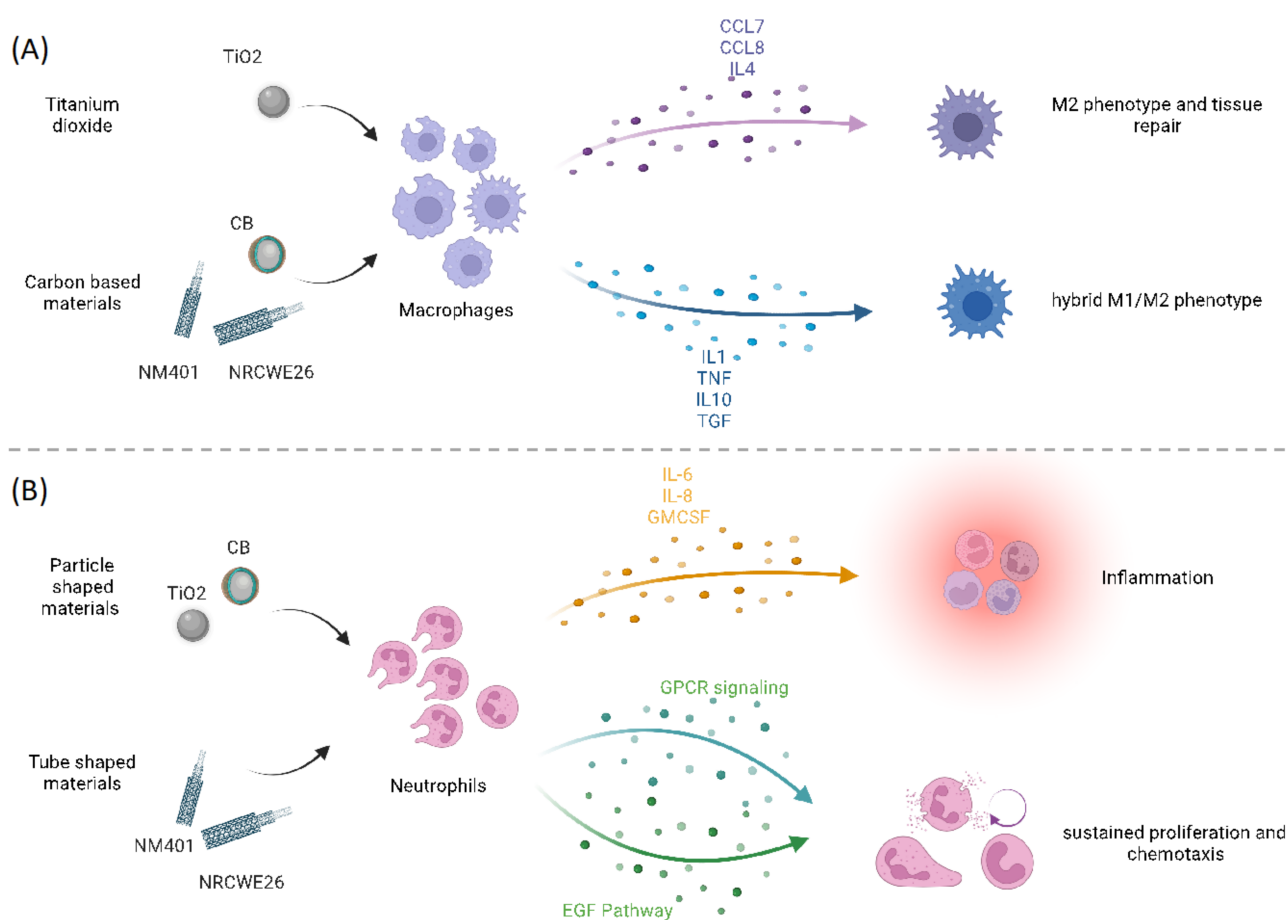 (A)
TiO2
Titanium
dioxide
CCL7
CCL8
IL4
M2 phenotype and tissue
repair
CB
Carbon based
materials
NM401
NRCWE26
Macrophages
IL1
TNF
IL10
TGF
hybrid M1/M2 phenotype
(B)
Particle
shaped
materials
CB
TiO2
IL-6
IL-8
GMCSF
Inflammation
Tube shaped
materials
NM401
NRCWE26
Neutrophils
GPCR signaling
EGF Pathway
sustained proliferation and
chemotaxis